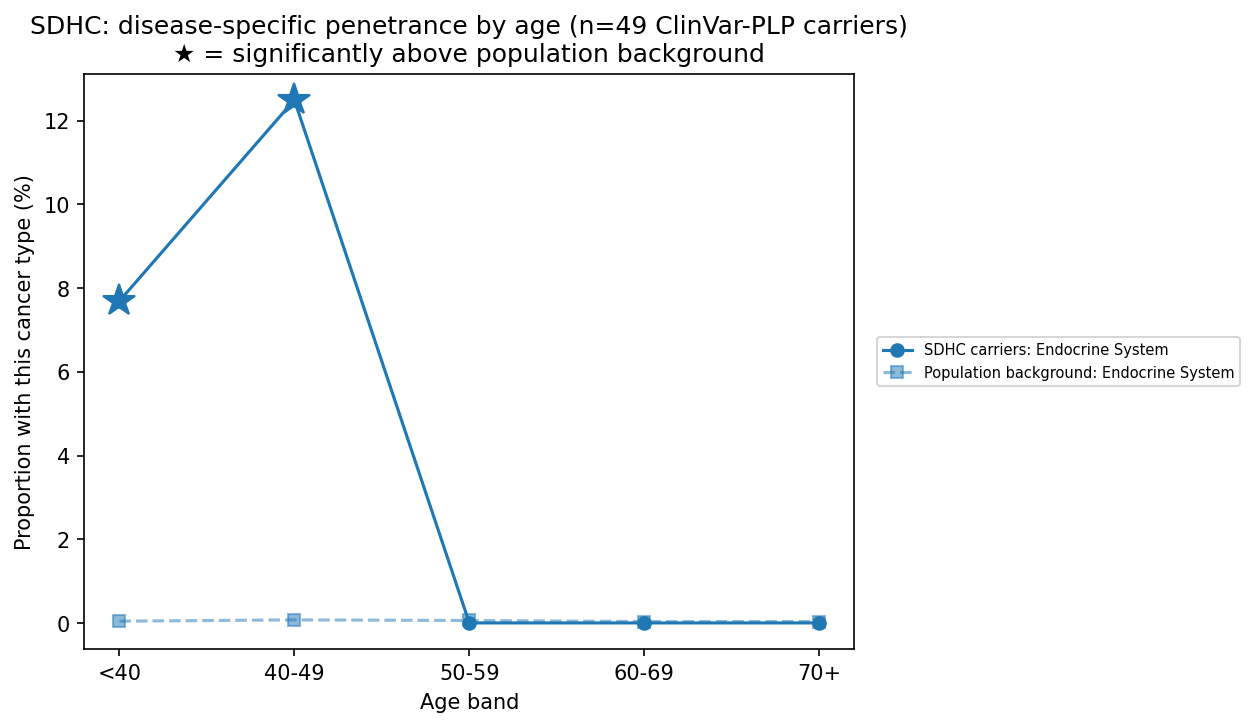 SDHC: disease-specific penetrance by age (n=49 ClinVar-PLP carriers)
★ = significantly above population background
Proportion with this cancer type (%)
12
10
8
6
4
2
0
<40
40-49
50-59
60-69
70+
Age band
SDHC carriers: Endocrine System
Population background: Endocrine System